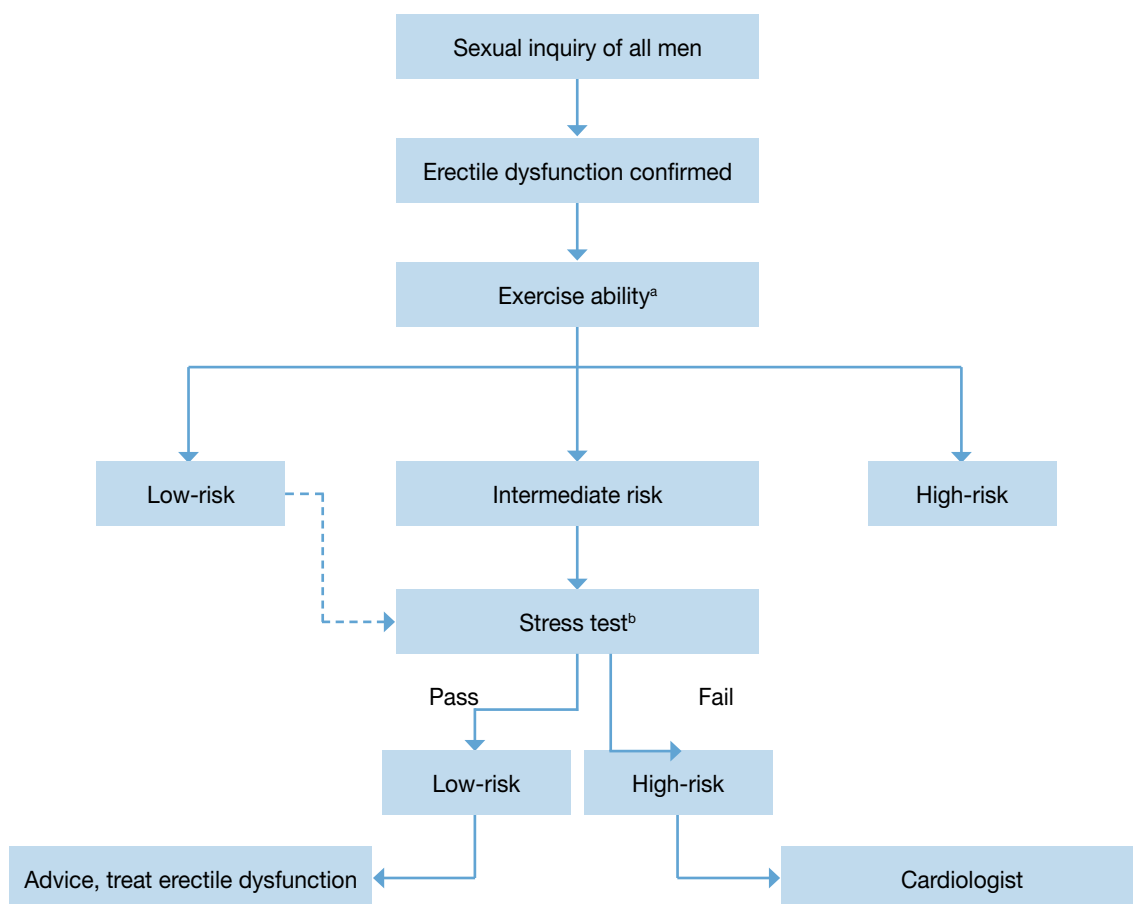 Sexual inquiry of all men
Erectile dysfunction confirmed
Exercise abilityᵃ
Low-risk
Intermediate risk
High-risk
Stress testᵇ
Pass
Fail
Low-risk
High-risk
Advice, treat erectile dysfunction
Cardiologist